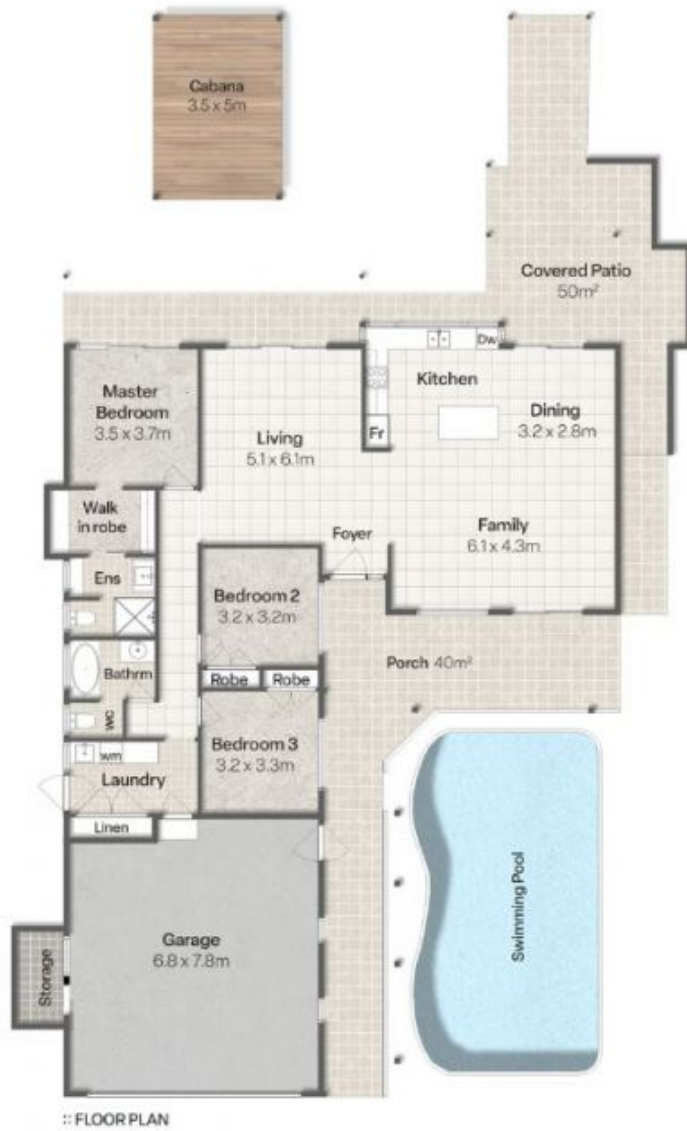 Cabana
3.5 x 5m
Covered Patio
50m²
Master
Bedroom
3.5 x 3.7m
Living
5.1 x 6.1m
Kitchen
Dw
Fr
Dining
3.2 x 2.8m
Walk
in robe
Foyer
Family
6.1 x 4.3m
Ens
Bedroom 2
3.2 x 3.2m
Bathrm
Robe
Robe
Porch 40m²
WC
wm
Laundry
Bedroom 3
3.2 x 3.3m
Linen
Garage
6.8 x 7.8m
Storage
Swimming Pool
:: FLOOR PLAN